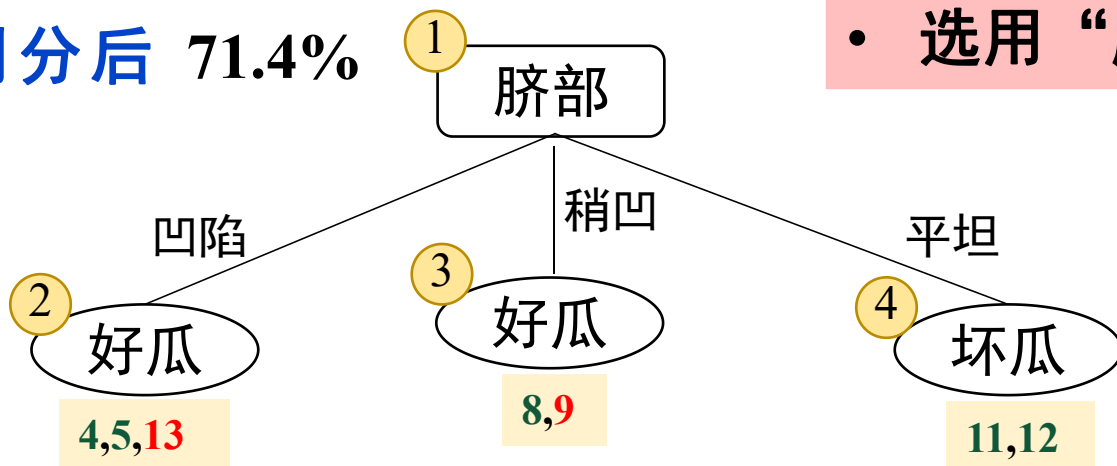 分后 71.4%
• 选用 “
1
脐部
凹陷
稍凹
平坦
2
好瓜
3
好瓜
4
坏瓜
4,5,13
8,9
11,12